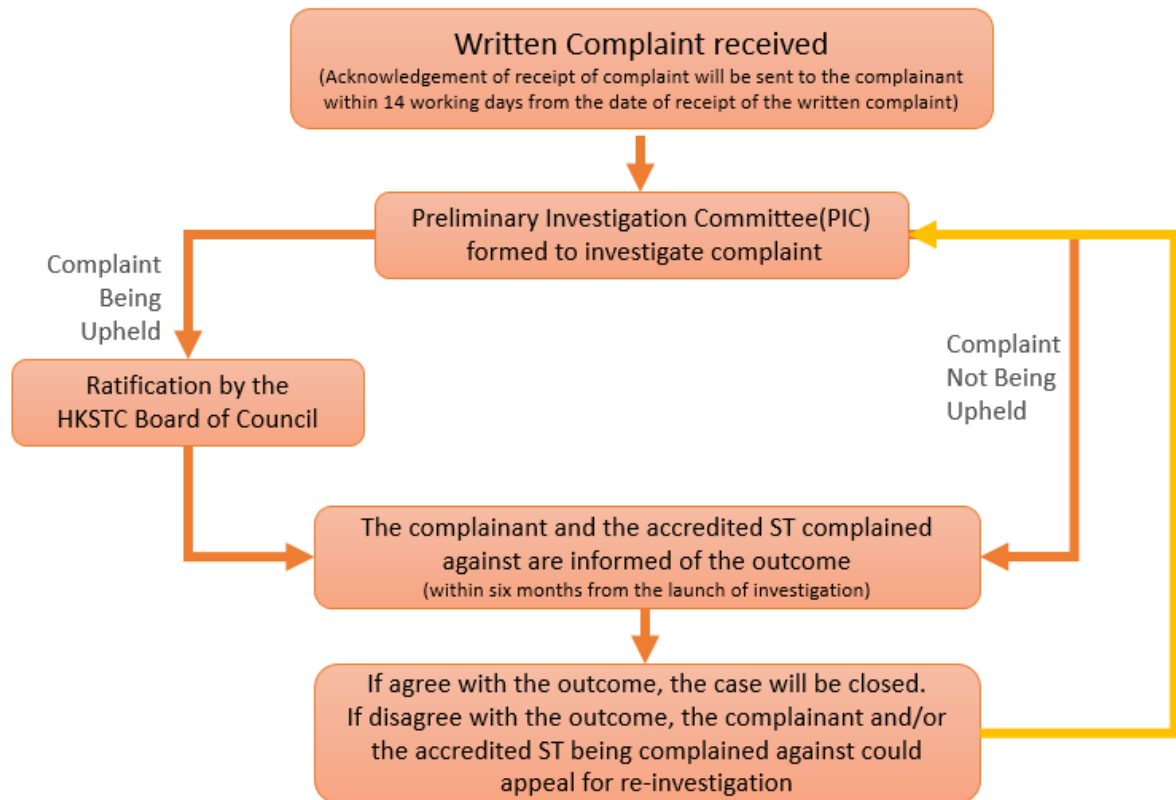 Written Complaint received
(Acknowledgement of receipt of complaint will be sent to the complainant
within 14 working days from the date of receipt of the written complaint)
Preliminary Investigation Committee(PIC)
formed to investigate complaint
Complaint
Being
Upheld
Complaint
Not Being
Upheld
Ratification by the
HKSTC Board of Council
The complainant and the accredited ST complained
against are informed of the outcome
(within six months from the launch of investigation)
If agree with the outcome, the case will be closed.
If disagree with the outcome, the complainant and/or
the accredited ST being complained against could
appeal for re-investigation